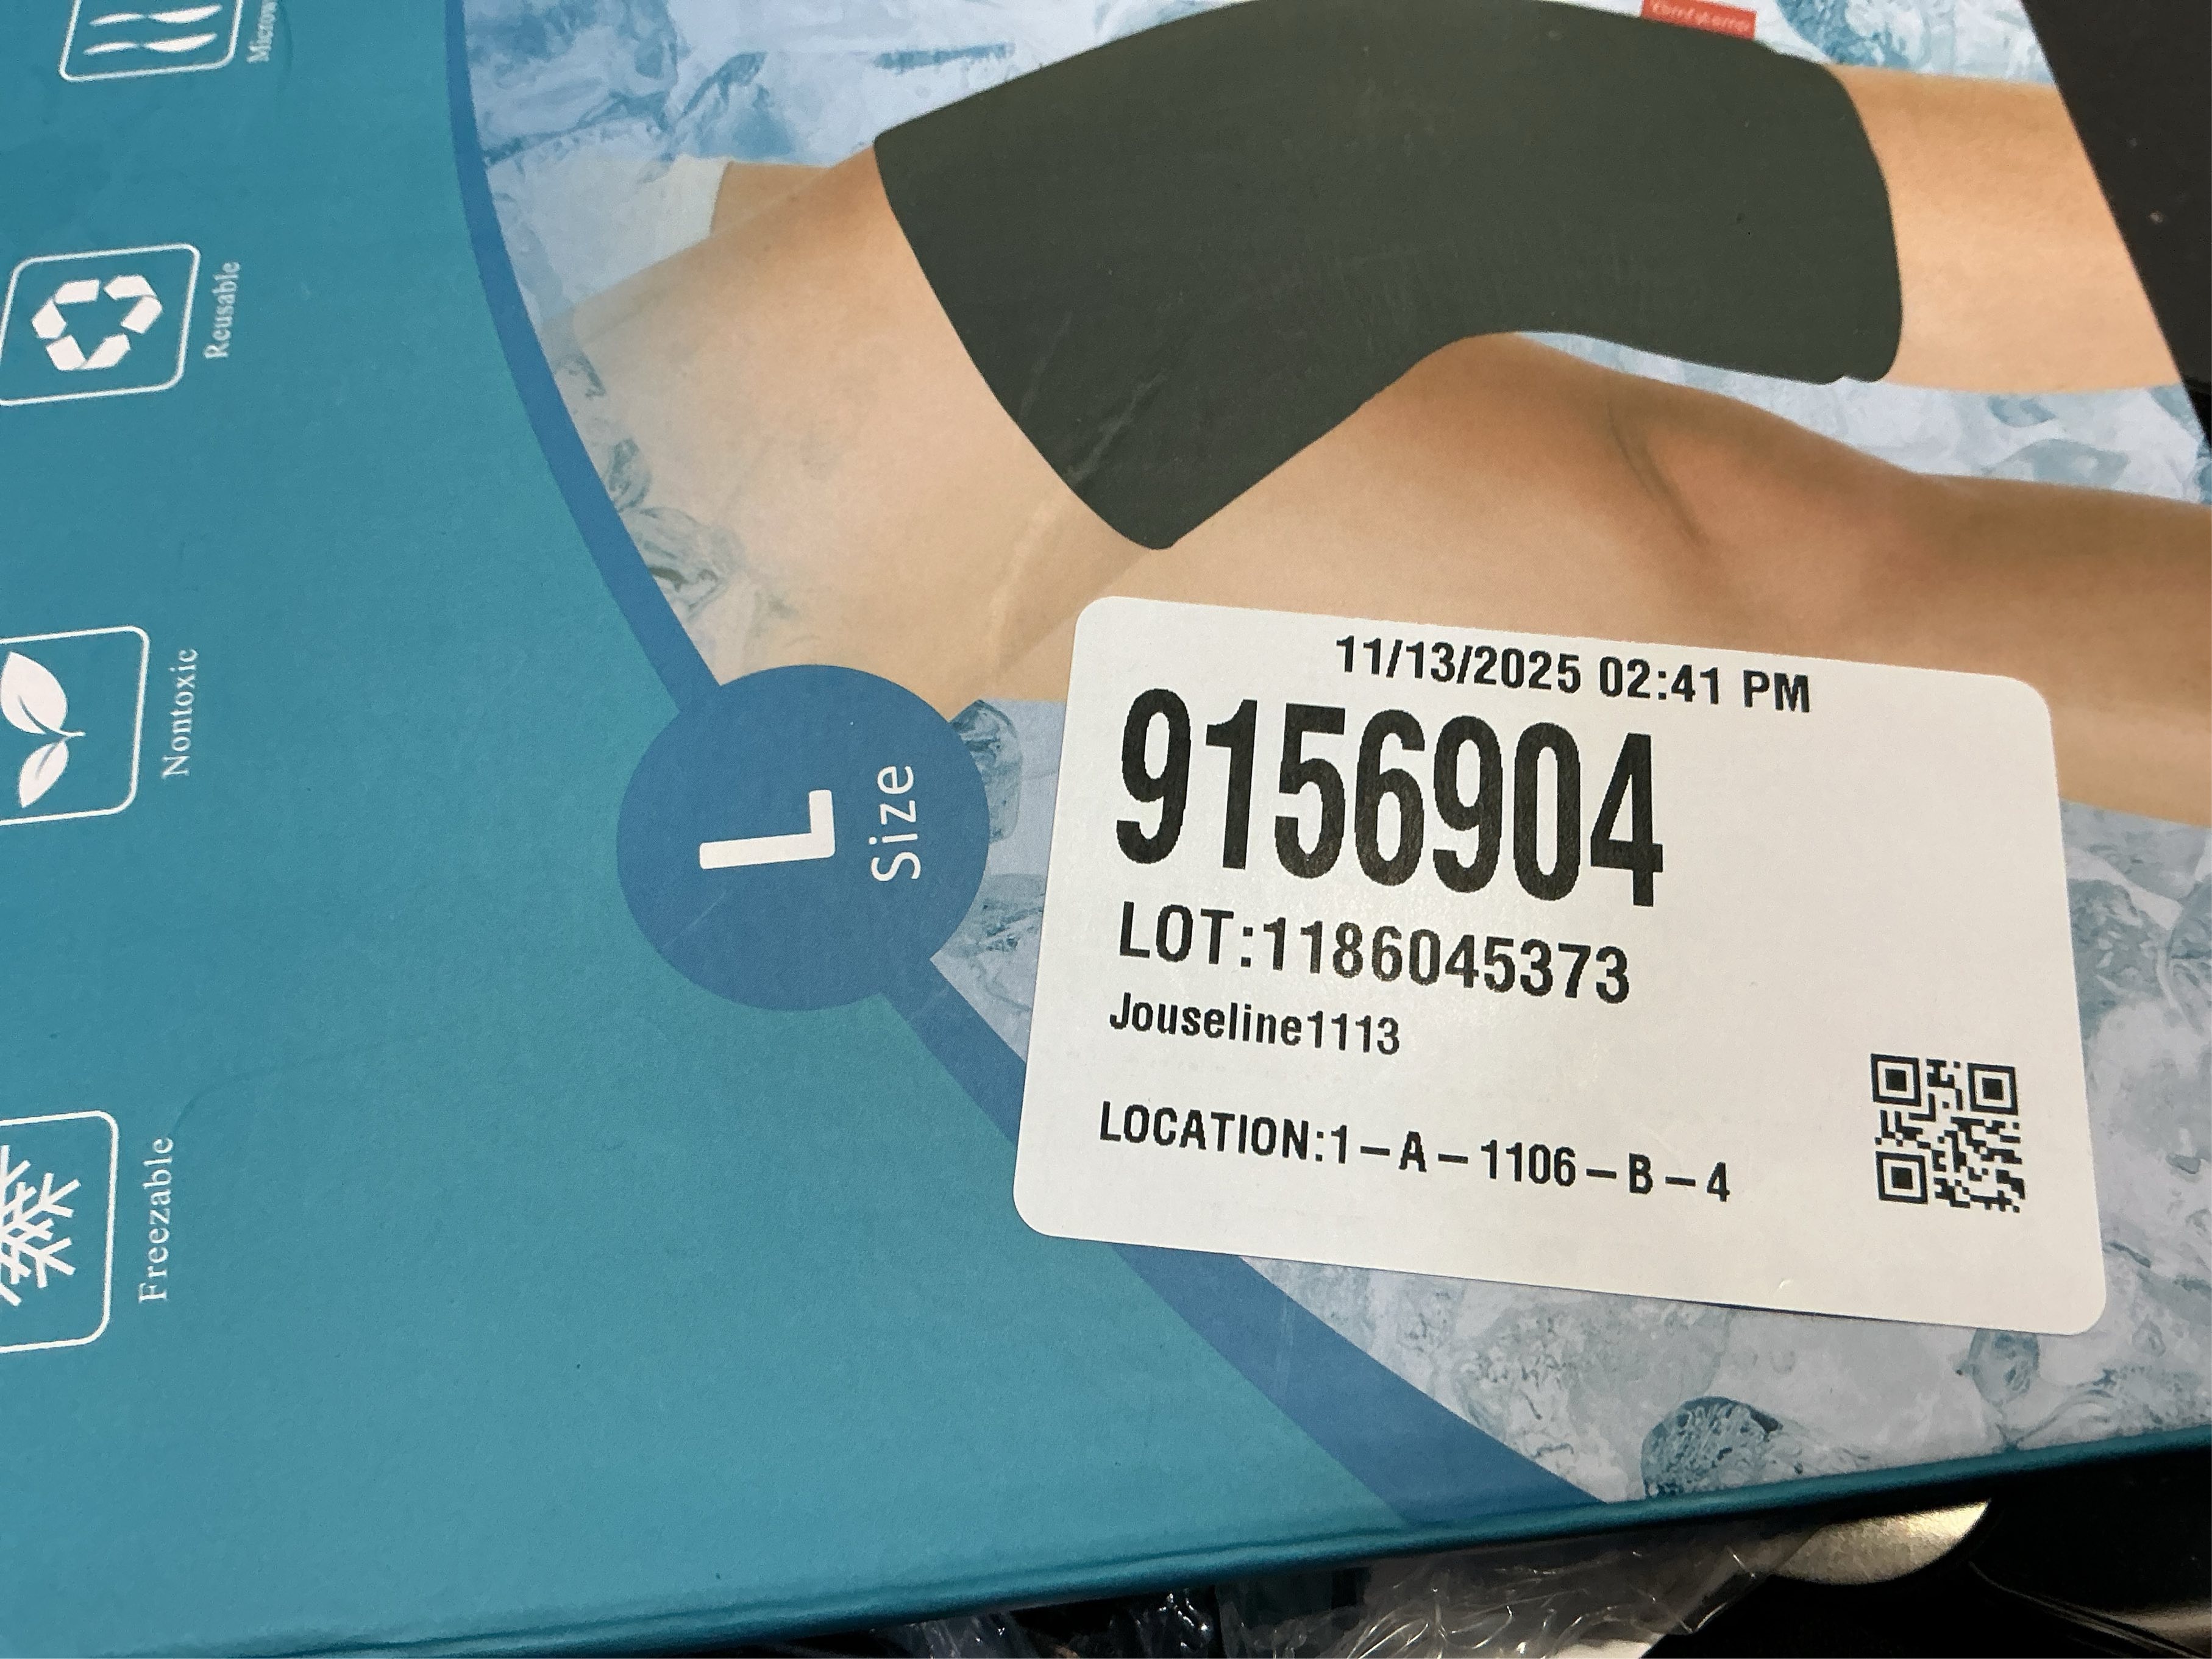 Reusable
Nontoxic
Freezable
L
Size
11/13/2025 02:41 PM
9156904
LOT:1186045373
Jouseline1113
LOCATION:1-A-1106-B-4